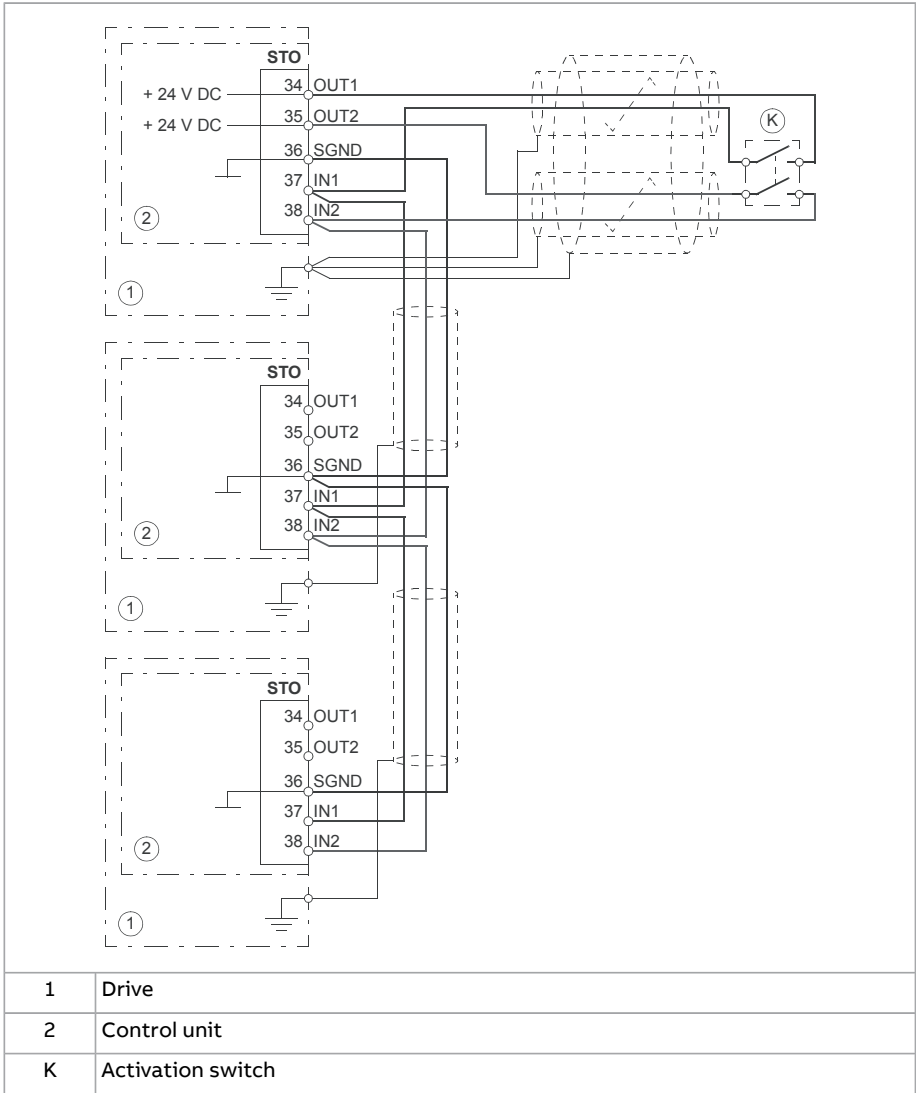 STO
34 OUT1
+ 24 V DC
35 OUT2
+ 24 V DC
K
36 SGND
37 IN1
38 IN2
2
1
STO
34 OUT1
35 OUT2
36 SGND
37 IN1
38 IN2
2
1
STO
34 OUT1
35 OUT2
36 SGND
37 IN1
38 IN2
2
1
1 Drive
2 Control unit
K Activation switch